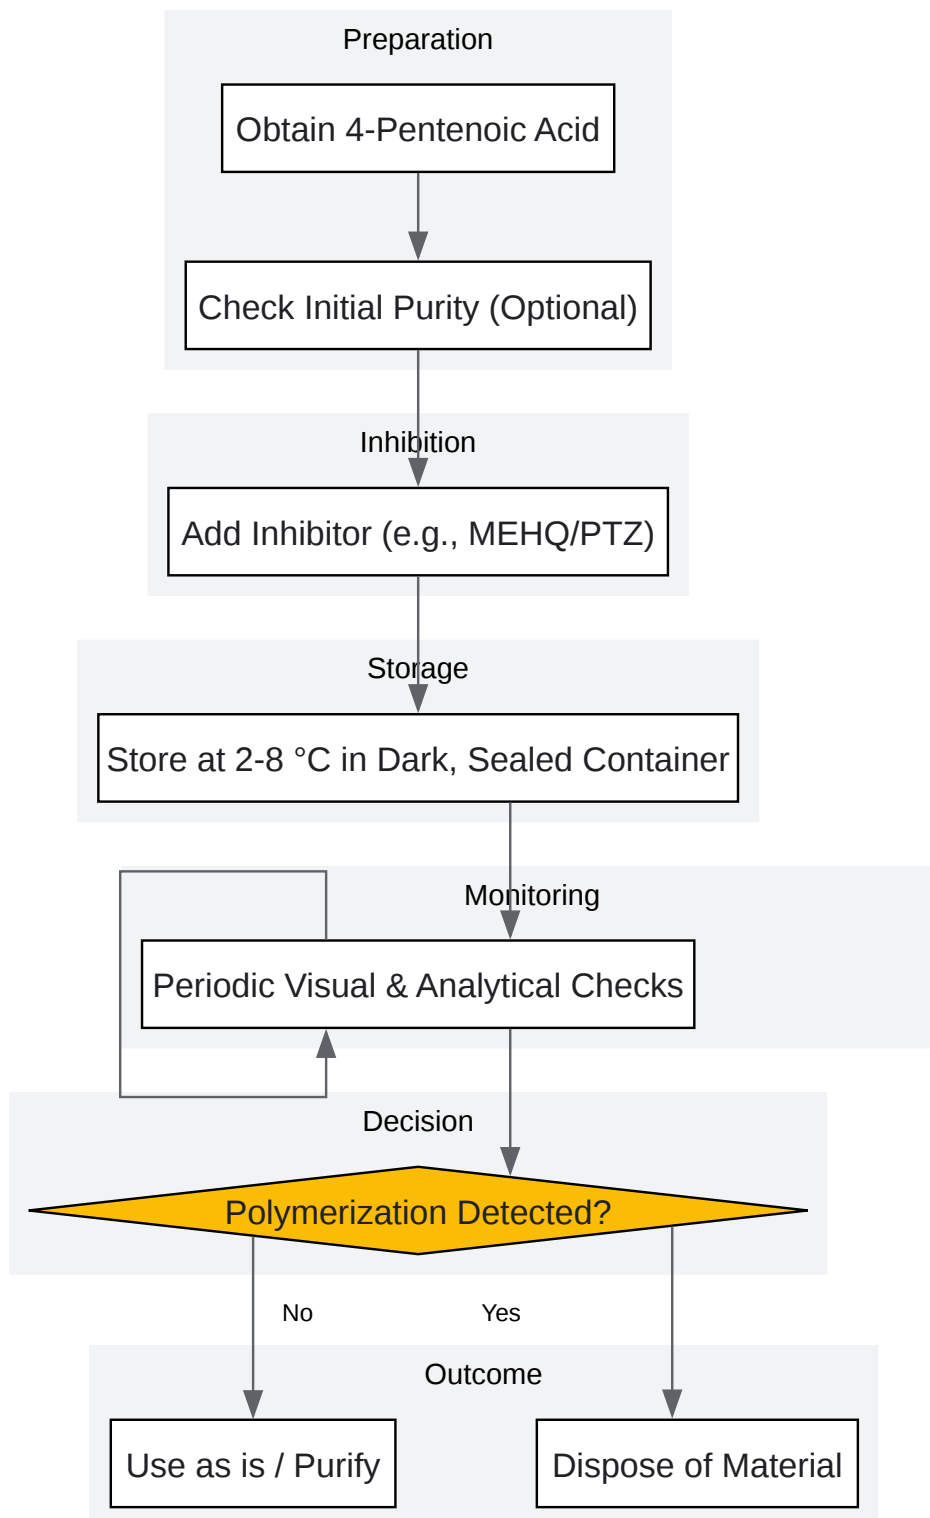 Preparation
Obtain 4-Pentenoic Acid
Check Initial Purity (Optional)
Inhibition
Add Inhibitor (e.g., MEHQ/PTZ)
Storage
Store at 2-8 °C in Dark, Sealed Container
Monitoring
Periodic Visual & Analytical Checks
Decision
Polymerization Detected?
No
Yes
Outcome
Use as is / Purify
Dispose of Material